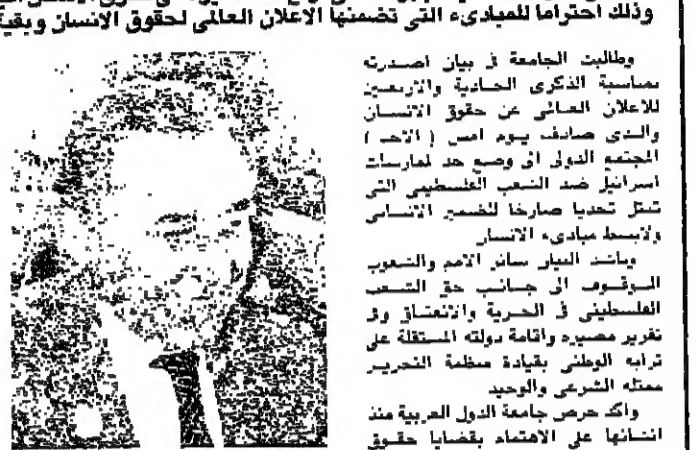 وذلك احتراما للمبادىء التي تضمنها الاعلان العالمي لحقوق الانسان
وطالبت الجامعة في بيان اصدرته
بمناسبة الذكرى الحادية والاربعين
للاعلان العالمي عن حقوق الانسان
والذي صادف يوم امس ( الاحد )
المجتمع الدولي الى وضع حد لممارسات
اسرائيل ضد الشعب الفلسطيني التي
تمثل تحديا صارخا للضمير الانساني
ولابسط مبادىء الانسان
وناشد البيان سائر الامم والشعوب
الوقوف الى جانب حق الشعب
الفلسطيني في الحرية والانعتاق وفي
تقرير مصيره واقامة دولته المستقلة على
ترابه الوطني بقيادة منظمة التحرير
ممثله الشرعي والوحيد
واكد حرص جامعة الدول العربية منذ
انشائها على الاهتمام بقضايا حقوق